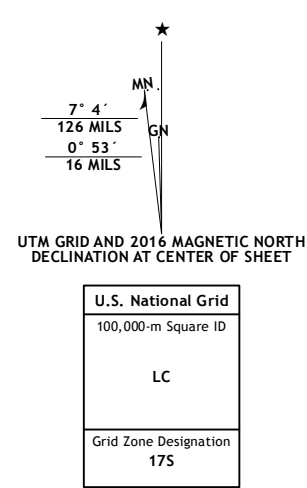 ★
MN
7° 4´
126 MILS
GN
0° 53´
16 MILS
UTM GRID AND 2016 MAGNETIC NORTH
DECLINATION AT CENTER OF SHEET
U.S. National Grid
100,000-m Square ID
LC
Grid Zone Designation
17S